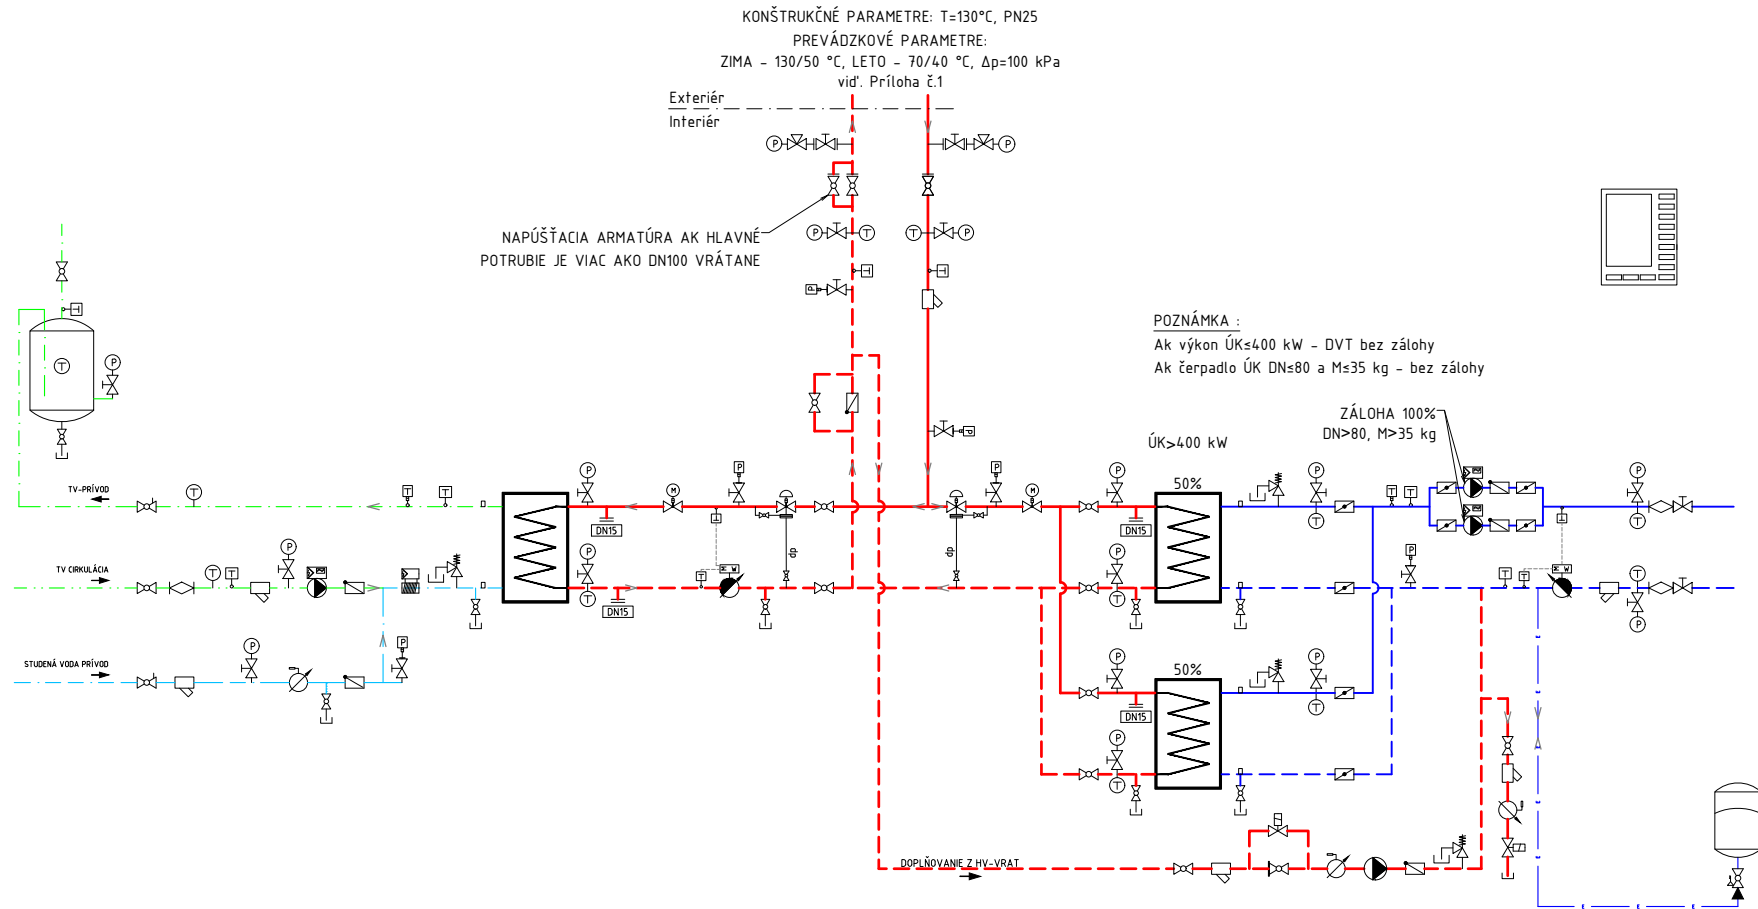 KONŠTRUKČNÉ PARAMETRE: T=130°C, PN25
PREVÁDZKOVÉ PARAMETRE:
ZIMA - 130/50 °C, LETO - 70/40 °C, Δp=100 kPa
viď. Príloha č.1
Exteriér
Interiér
P
P
NAPÚŠŤACIA ARMATÚRA AK HLAVNÉ
POTRUBIE JE VIAC AKO DN100 VRÁTANE
P T
T P
T
T
P
T
T
P
POZNÁMKA :
Ak výkon ÚK≤400 kW - DVT bez zálohy
Ak čerpadlo ÚK DN≤80 a M≤35 kg - bez zálohy
ZÁLOHA 100%
DN>80, M>35 kg
ÚK>400 kW
P
TV-PRÍVOD
T
T
T
P
M
P
P
M
P
50%
P
T
T
T
P
T
DN15
DN15
dp
dp
TV CIRKULÁCIA
T
T
P
P
T
DN15
T
P
T
P
T
T
T
P
STUDENÁ VODA PRÍVOD
P
P
P
50%
P
T
DN15
P
T
DOPLŇOVANIE Z HV-VRAT